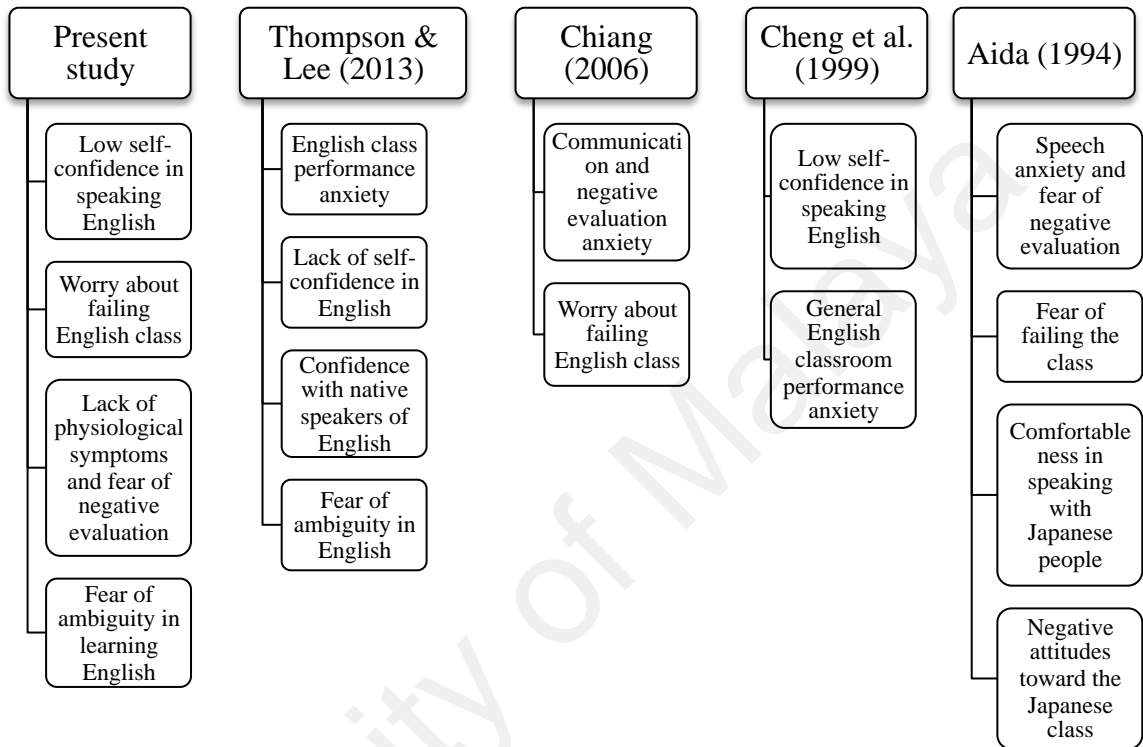 Present
study
Low self-
confidence in
speaking
English
Worry about
failing
English class
Lack of
physiological
symptoms
and fear of
negative
evaluation
Fear of
ambiguity in
learning
English
Thompson &
Lee (2013)
English class
performance
anxiety
Lack of self-
confidence in
English
Confidence
with native
speakers of
English
Fear of
ambiguity in
English
Chiang
(2006)
Communicati
on and
negative
evaluation
anxiety
Worry about
failing
English class
Cheng et al.
(1999)
Low self-
confidence in
speaking
English
General
English
classroom
performance
anxiety
Aida (1994)
Speech
anxiety and
fear of
negative
evaluation
Fear of
failing the
class
Comfortable
ness in
speaking
with
Japanese
people
Negative
attitudes
toward the
Japanese
class
ity of Malaya